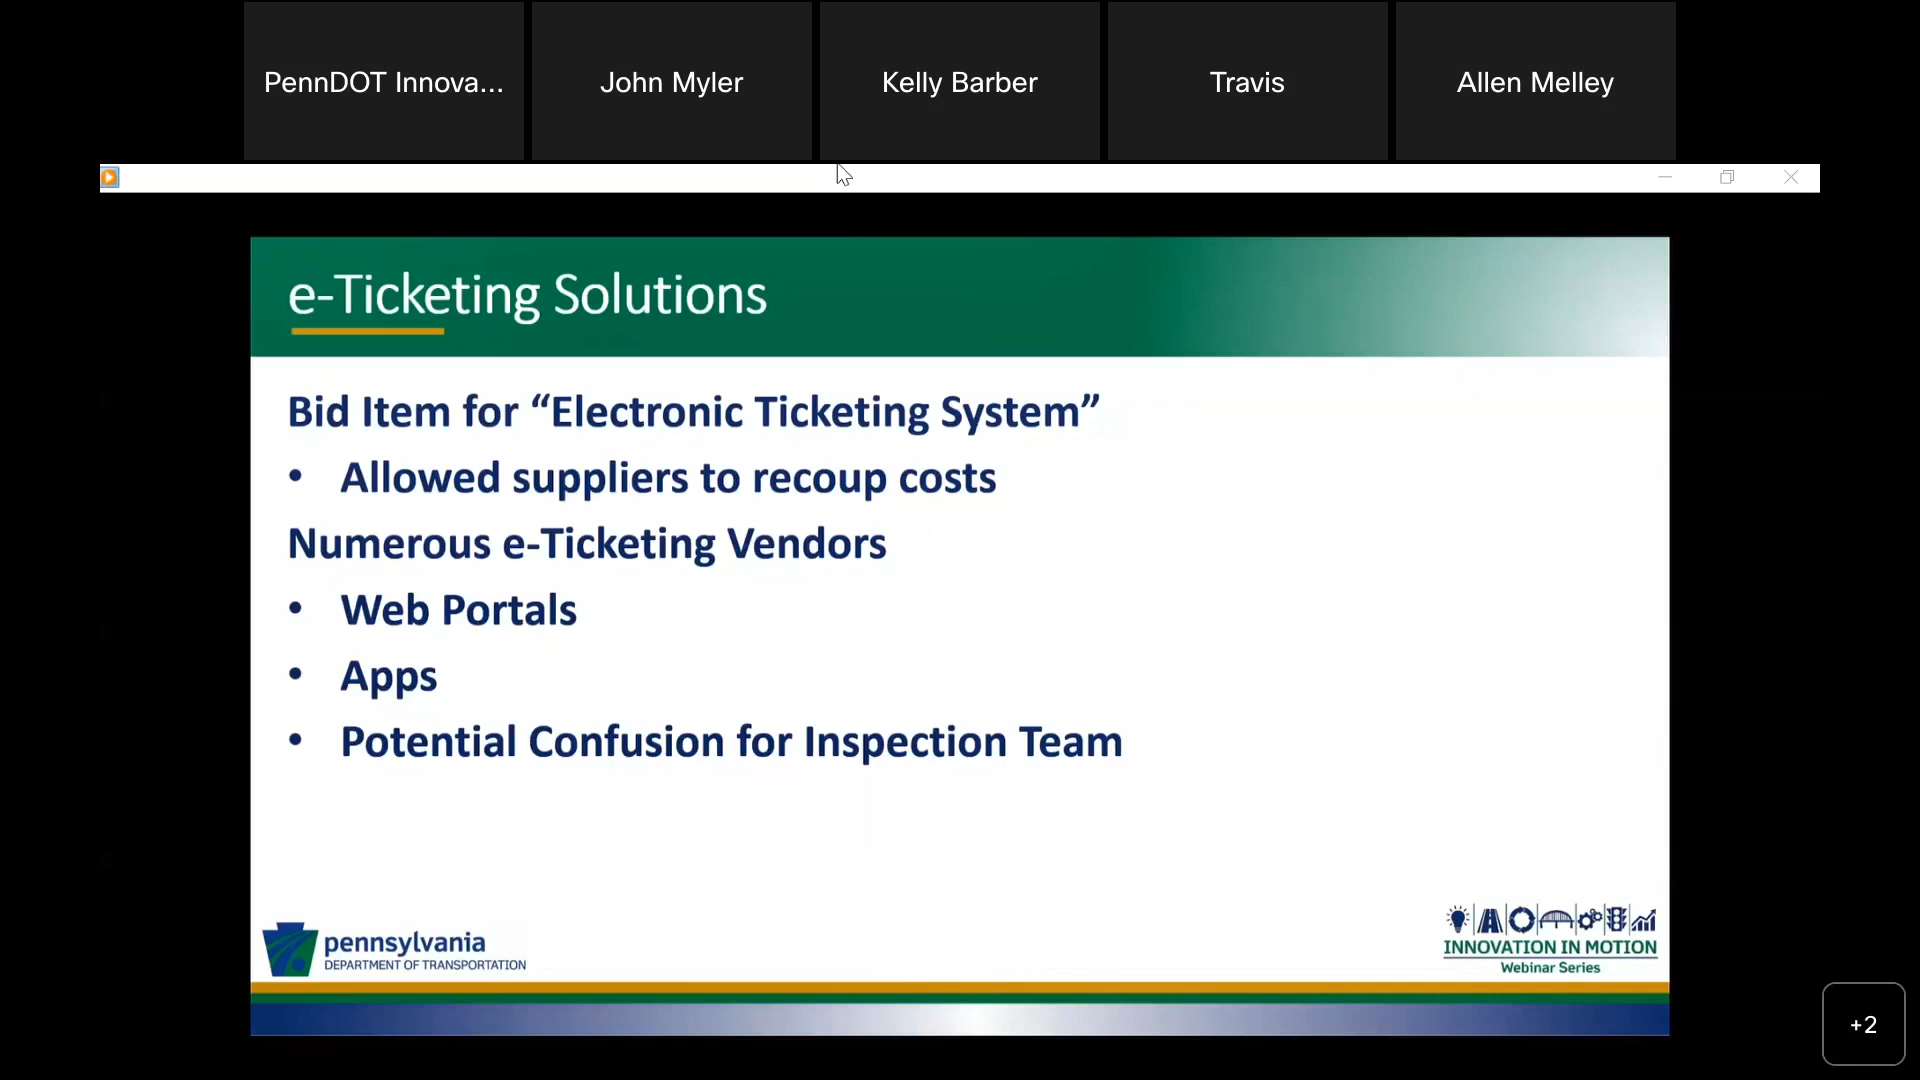 PennDOT Innova...
John Myler
Kelly Barber
Travis
Allen Melley
e-Ticketing Solutions
Bid Item for “Electronic Ticketing System”
• Allowed suppliers to recoup costs
Numerous e-Ticketing Vendors
• Web Portals
• Apps
• Potential Confusion for Inspection Team
pennsylvania
DEPARTMENT OF TRANSPORTATION
INNOVATION IN MOTION
Webinar Series
+2